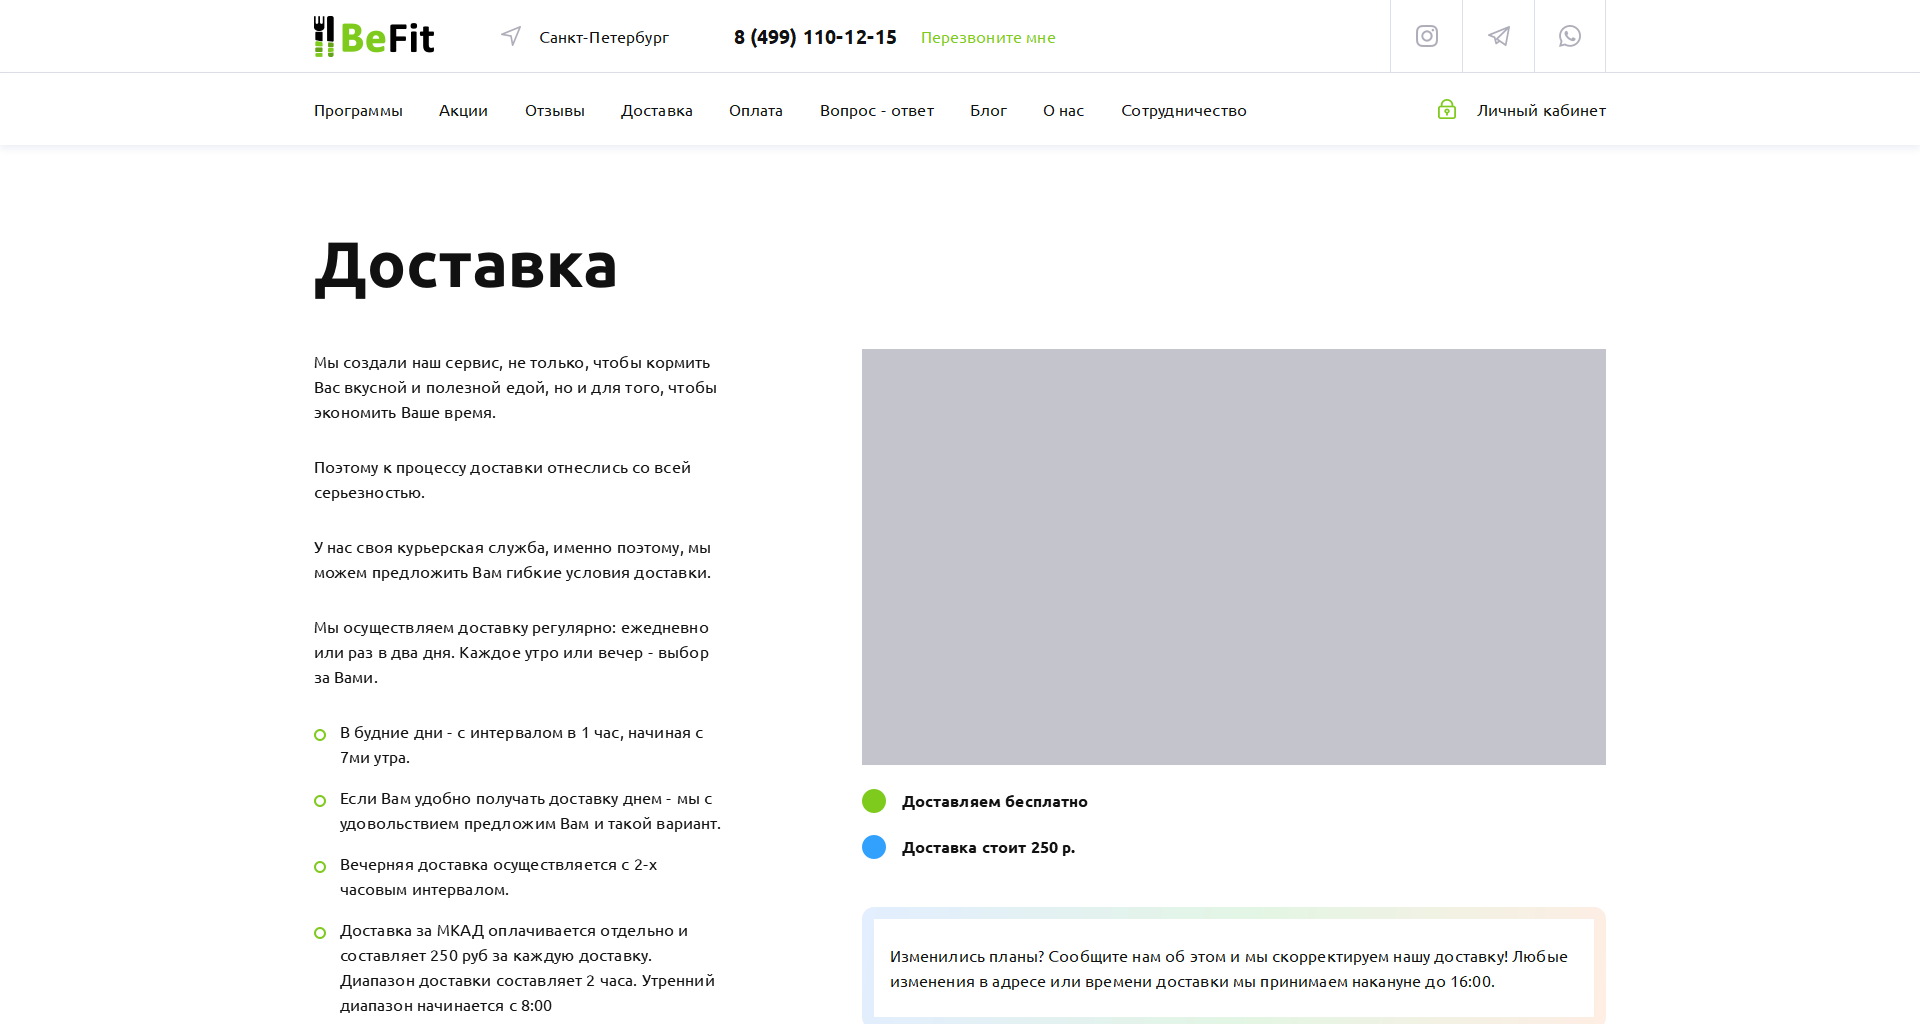 BeFit
Санкт-Петербург
8 (499) 110-12-15
Перезвоните мне
Программы
Акции
Отзывы
Доставка
Оплата
Вопрос - ответ
Блог
О нас
Сотрудничество
Личный кабинет
Доставка
Мы создали наш сервис, не только, чтобы кормить
Вас вкусной и полезной едой, но и для того, чтобы
экономить Ваше время.
Поэтому к процессу доставки отнеслись со всей
серьезностью.
У нас своя курьерская служба, именно поэтому, мы
можем предложить Вам гибкие условия доставки.
Мы осуществляем доставку регулярно: ежедневно
или раз в два дня. Каждое утро или вечер - выбор
за Вами.
В будние дни - с интервалом в 1 час, начиная с
7ми утра.
Если Вам удобно получать доставку днем - мы с
удовольствием предложим Вам и такой вариант.
Вечерняя доставка осуществляется с 2-х
часовым интервалом.
Доставка за МКАД оплачивается отдельно и
составляет 250 руб за каждую доставку.
Диапазон доставки составляет 2 часа. Утренний
диапазон начинается с 8:00
Доставляем бесплатно
Доставка стоит 250 р.
Изменились планы? Сообщите нам об этом и мы скорректируем нашу доставку! Любые
изменения в адресе или времени доставки мы принимаем накануне до 16:00.